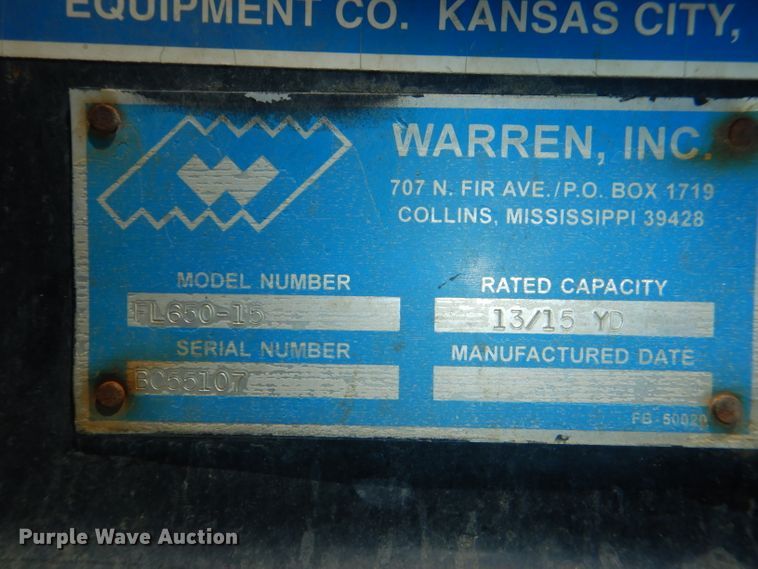 EQUIPMENT CO. KANSAS CITY,
WARREN, INC.
707 N. FIR AVE./P.O. BOX 1719
COLLINS, MISSISSIPPI 39428
MODEL NUMBER
FL650-15
RATED CAPACITY
13/15 YD
SERIAL NUMBER
BC55107
MANUFACTURED DATE
FB 50020
Purple Wave Auction